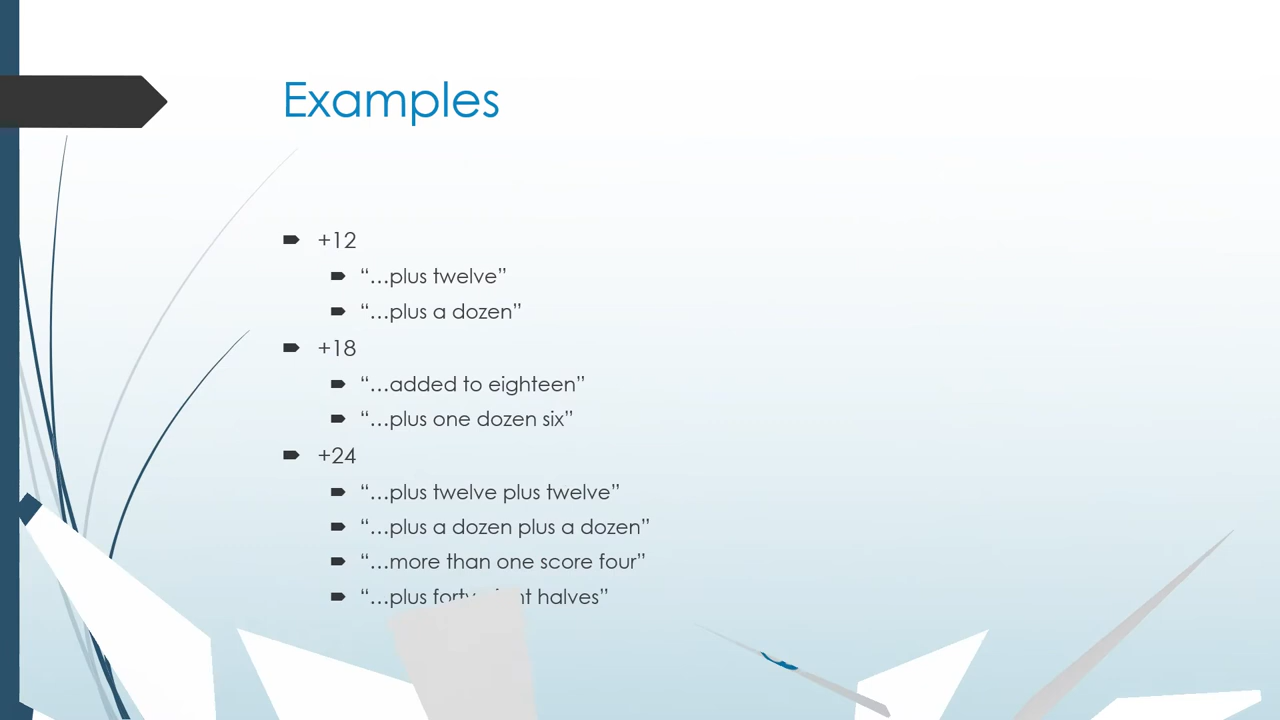 Examples
+12
“…plus twelve”
“…plus a dozen”
+18
“…added to eighteen”
“…plus one dozen six”
+24
“…plus twelve plus twelve”
“…plus a dozen plus a dozen”
“…more than one score four”
“…plus halves”